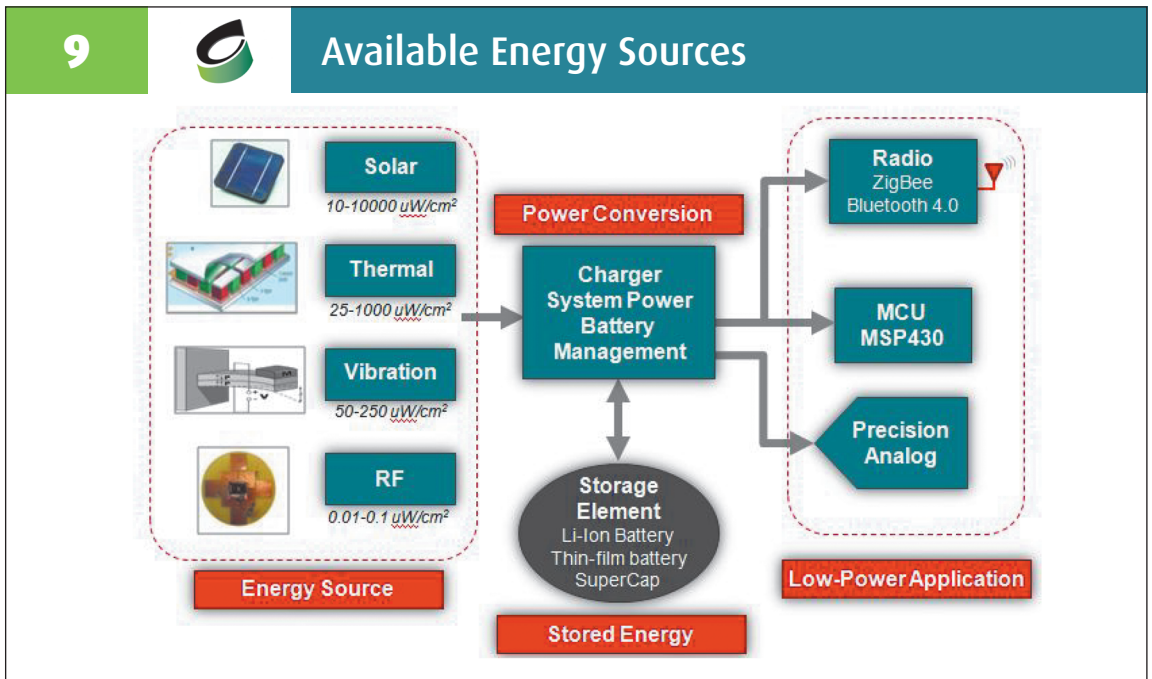 9
Available Energy Sources
Solar
10-10000 uW/cm²
Thermal
25-1000 uW/cm²
Vibration
50-250 uW/cm²
RF
0.01-0.1 uW/cm²
Energy Source
Power Conversion
Charger
System Power
Battery
Management
Storage
Element
Li-Ion Battery
Thin-film battery
SuperCap
Stored Energy
Radio
ZigBee
Bluetooth 4.0
MCU
MSP430
Precision
Analog
Low-Power Application